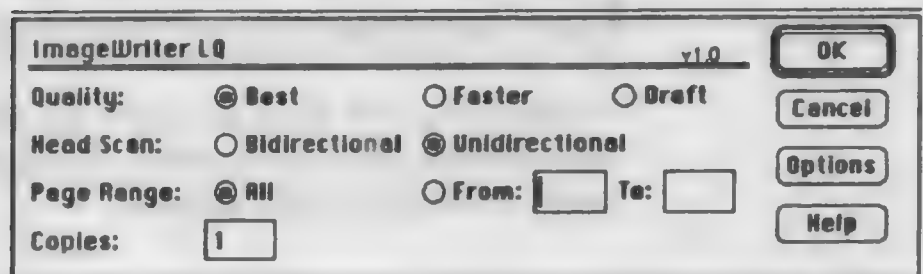 ImageWriter LQ v1.0 OK
Quality: Best Faster Draft
Cancel
Head Scan: Bidirectional Unidirectional
Options
Page Range: All From: To:
Help
Copies: 1